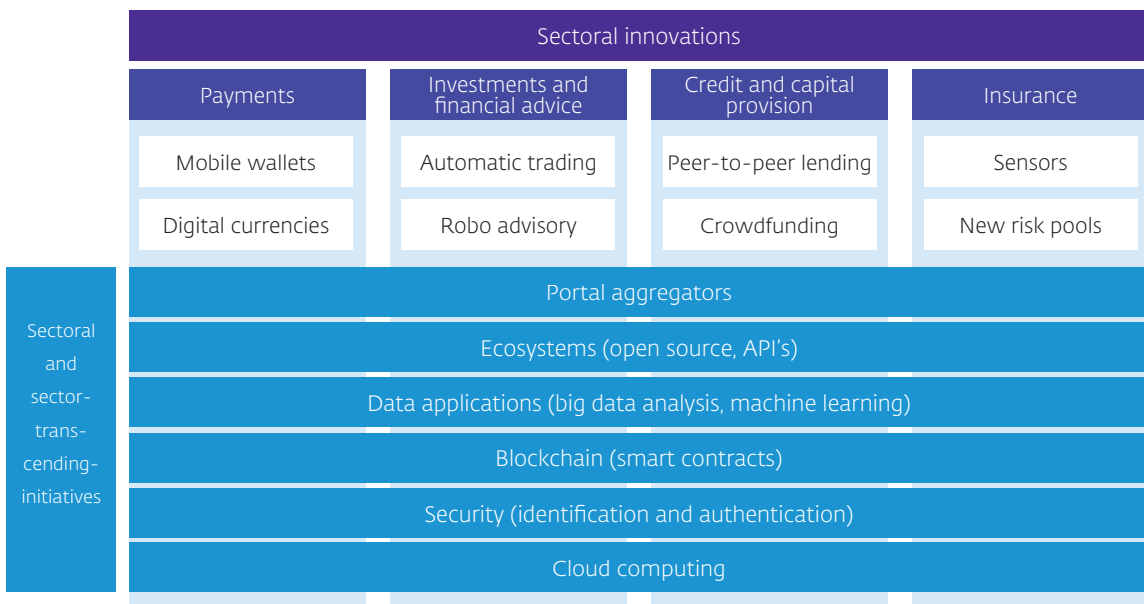 Sectoral innovations
Payments
Investments and
financial advice
Credit and capital
provision
Insurance
Mobile wallets
Automatic trading
Peer-to-peer lending
Sensors
Digital currencies
Robo advisory
Crowdfunding
New risk pools
Sectoral
and
sector-
trans-
cending-
initiatives
Portal aggregators
Ecosystems (open source, API's)
Data applications (big data analysis, machine learning)
Blockchain (smart contracts)
Security (identification and authentication)
Cloud computing